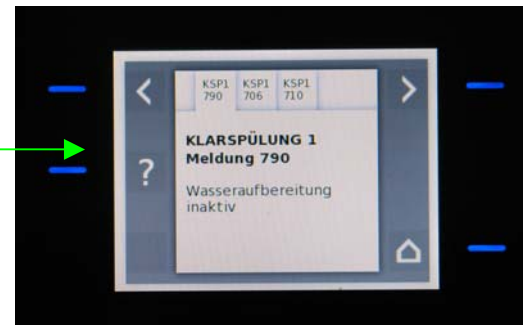 KSP1 KSP1 KSP1
790 706 710
KLARSPÜLUNG 1
Meldung 790
?
Wasseraufbereitung
inaktiv